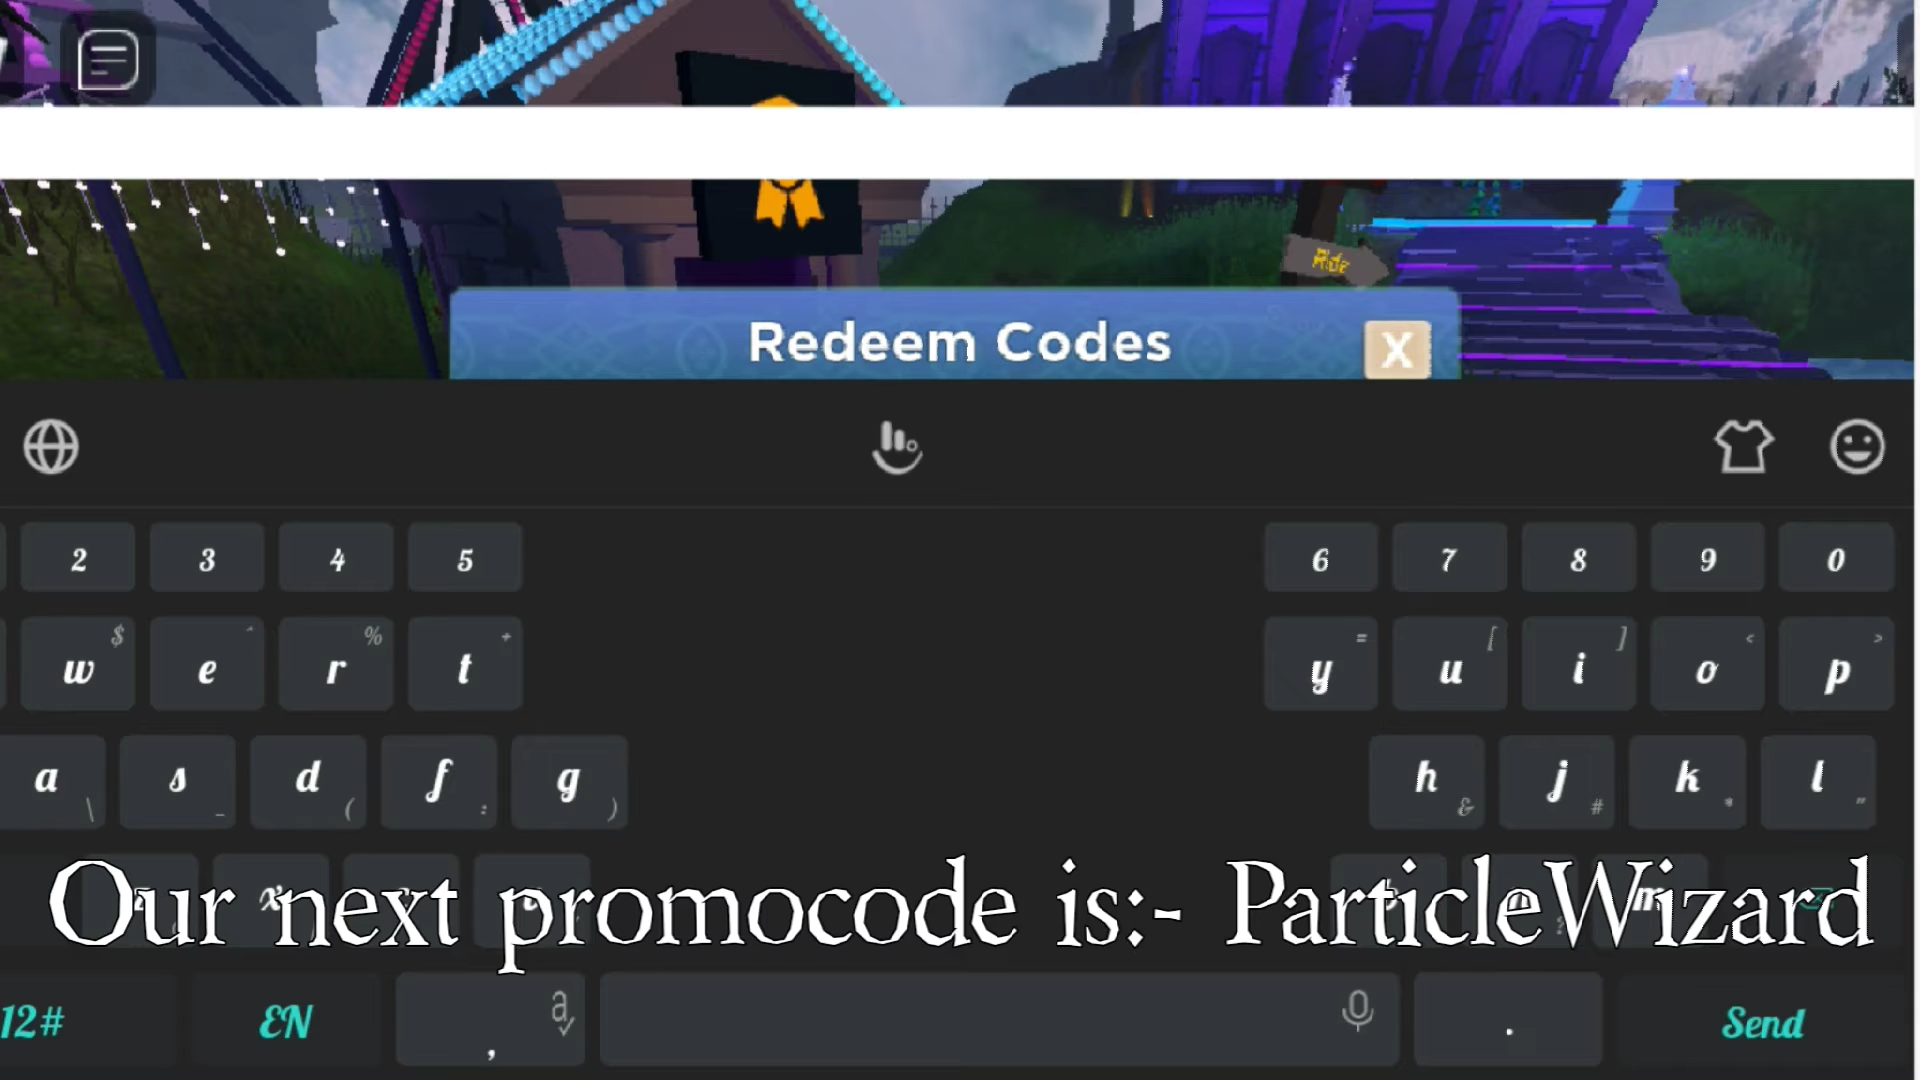 Ride
Redeem Codes
X
2 3 4 5 6 7 8 9 0
$ ^ % + = [ ] < >
w e r t y u i o p
a s d f g h j k l
\ _ ( : ) & # * "
Our next promocode is:- ParticleWizard
12# EN , a . Send